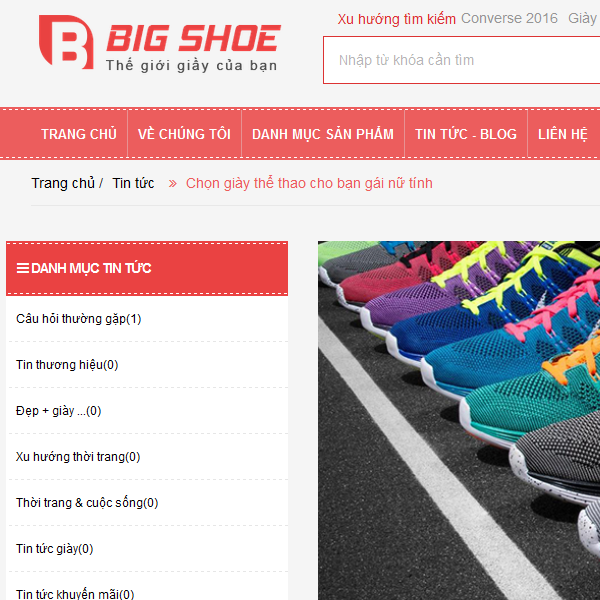 BIG SHOE
Thế giới giầy của bạn
Xu hướng tìm kiếm Converse 2016 Giày
Nhập từ khóa cần tìm
TRANG CHỦ VỀ CHÚNG TÔI DANH MỤC SẢN PHẨM TIN TỨC - BLOG LIÊN HỆ
Trang chủ / Tin tức » Chọn giày thể thao cho bạn gái nữ tính
DANH MỤC TIN TỨC
Câu hỏi thường gặp(1)
Tin thương hiệu(0)
Đẹp + giày ...(0)
Xu hướng thời trang(0)
Thời trang & cuộc sống(0)
Tin tức giày(0)
Tin tức khuyến mãi(0)